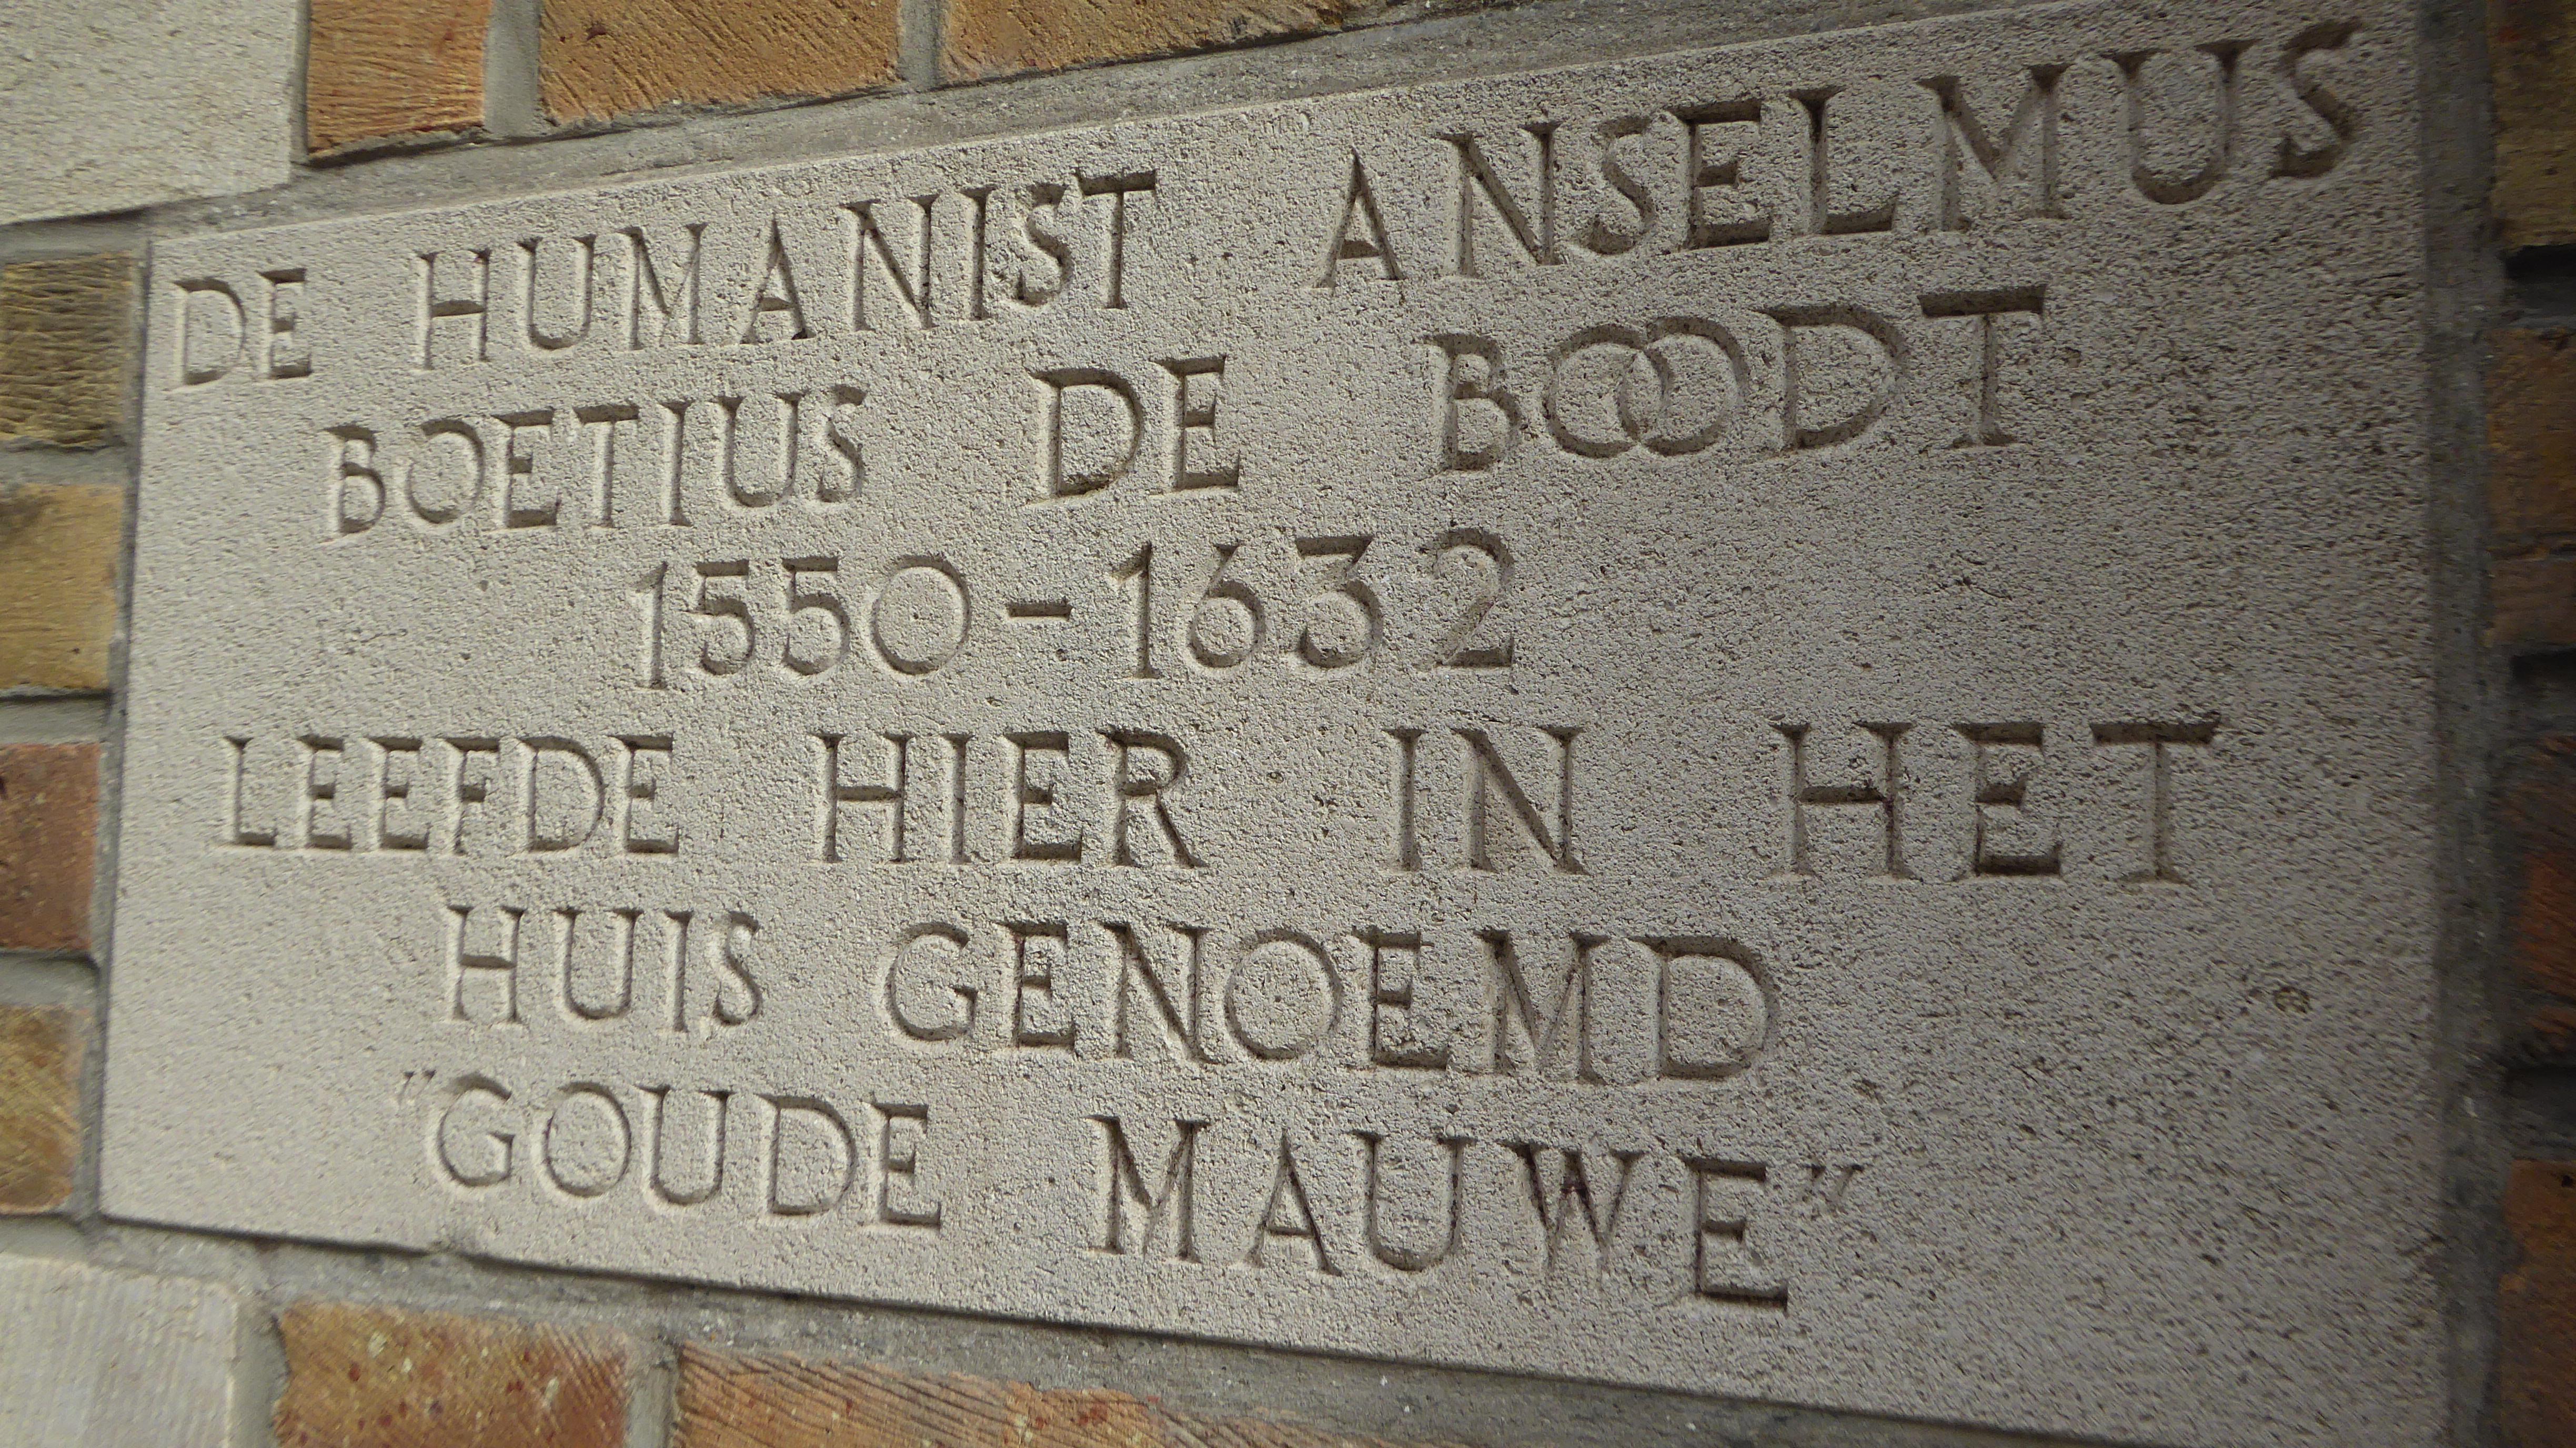 DE HUMANIST ANSELMUS
BOETIUS DE BOODT
1550-1632
LEEFDE HIER IN HET
HUIS GENOEMD
"GOUDE MAUWE"